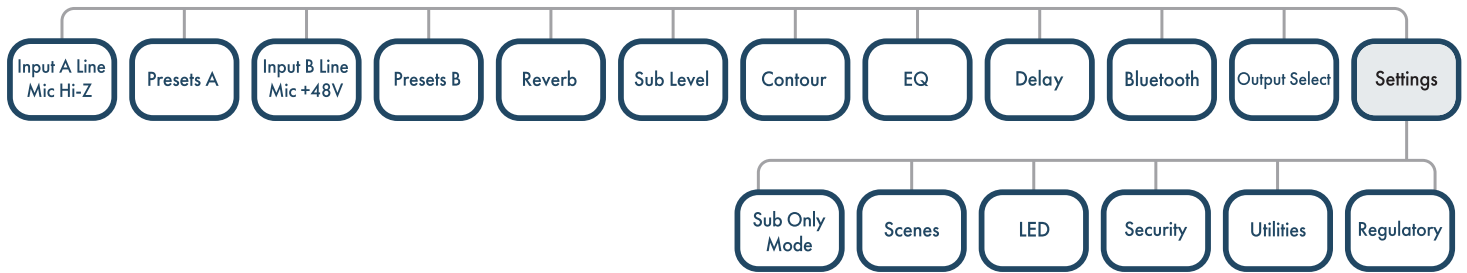 Input A Line
Mic Hi-Z
Presets A
Input B Line
Mic +48V
Presets B
Reverb
Sub Level
Contour
EQ
Delay
Bluetooth
Output Select
Settings
Sub Only
Mode
Scenes
LED
Security
Utilities
Regulatory